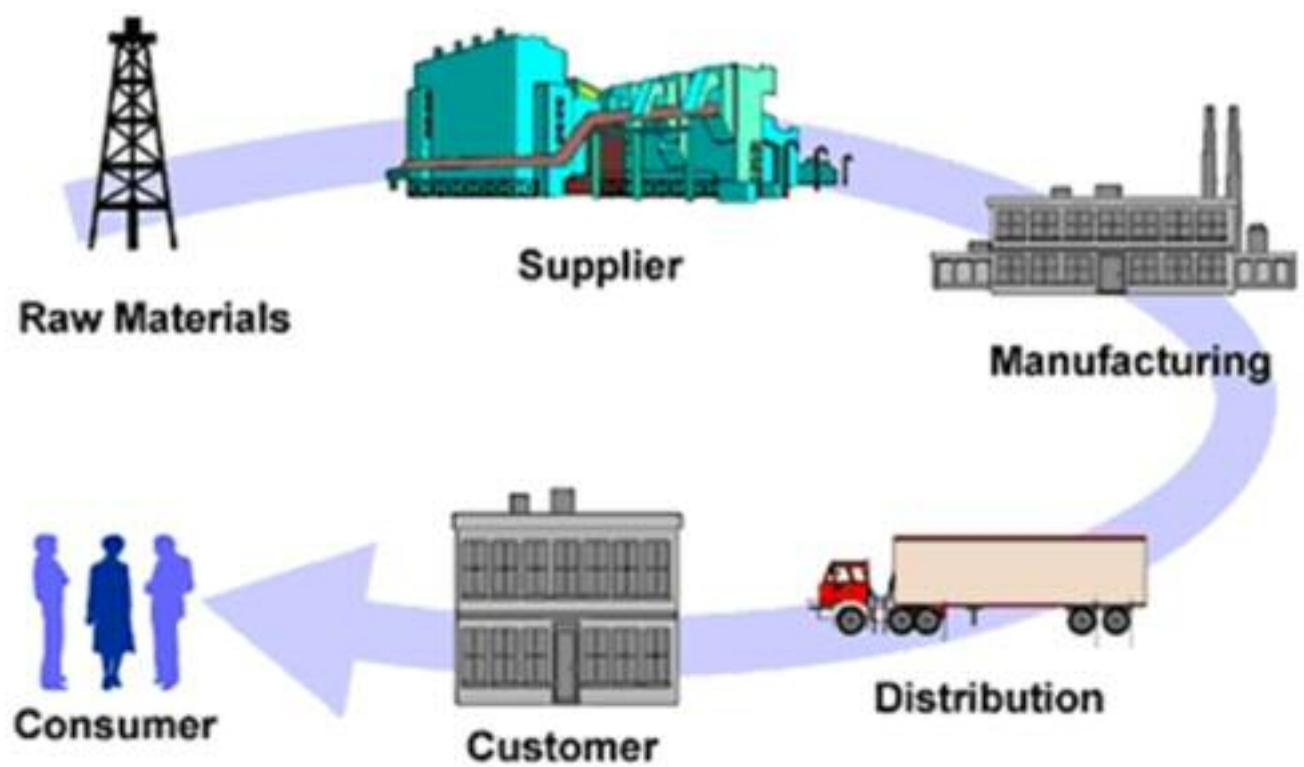 Raw Materials
Supplier
Manufacturing
Distribution
Customer
Consumer